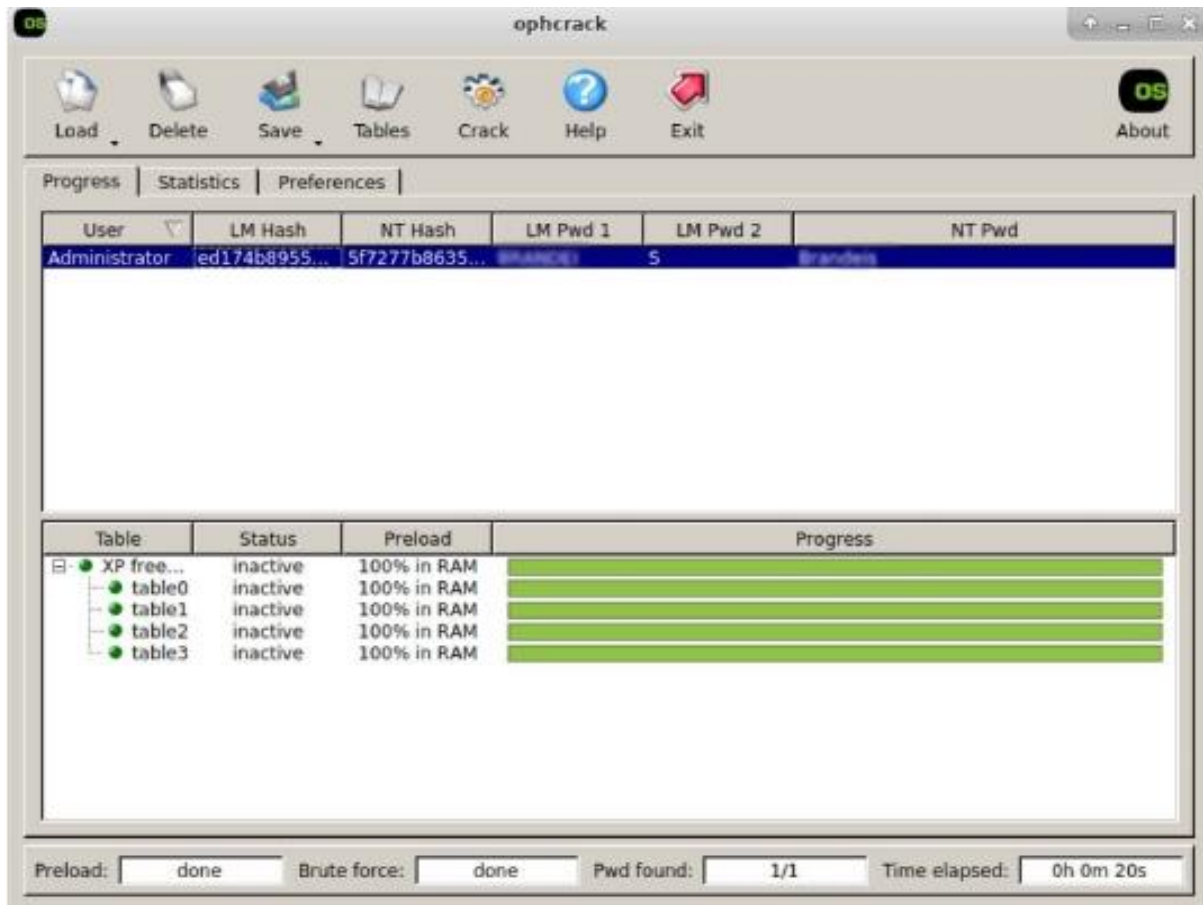 OS ophcrack
Load Delete Save Tables Crack Help Exit OS About
Progress Statistics Preferences
User LM Hash NT Hash LM Pwd 1 LM Pwd 2 NT Pwd
Administrator ed174b8955... 5f7277b8635... S
Table Status Preload Progress
XP free... inactive 100% in RAM
table0 inactive 100% in RAM
table1 inactive 100% in RAM
table2 inactive 100% in RAM
table3 inactive 100% in RAM
Preload: done Brute force: done Pwd found: 1/1 Time elapsed: 0h 0m 20s